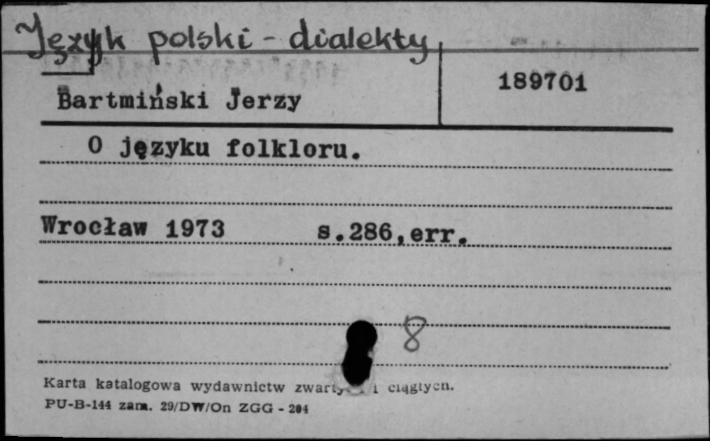 Język polski - dialekty
Bartmiński Jerzy 189701
O języku folkloru.
Wrocław 1973 s.286,err.
8
Karta katalogowa wydawnictw i ciągłych.
PU-B-144 zam. 29/DW/On ZGG - 204